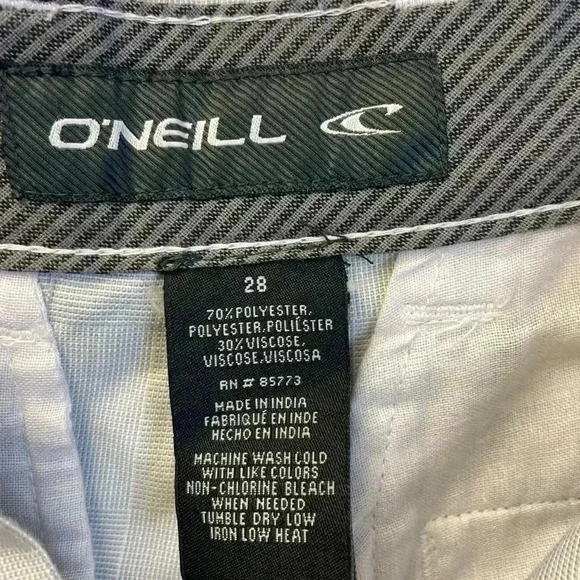 O'NEILL
28
70% POLYESTER,
POLYESTER, POLIÉSTER
30% VISCOSE,
VISCOSE, VISCOSA
RN # 85773
MADE IN INDIA
FABRIQUÉ EN INDE
HECHO EN INDIA
MACHINE WASH COLD
WITH LIKE COLORS
NON-CHLORINE BLEACH
WHEN NEEDED
TUMBLE DRY LOW
IRON LOW HEAT